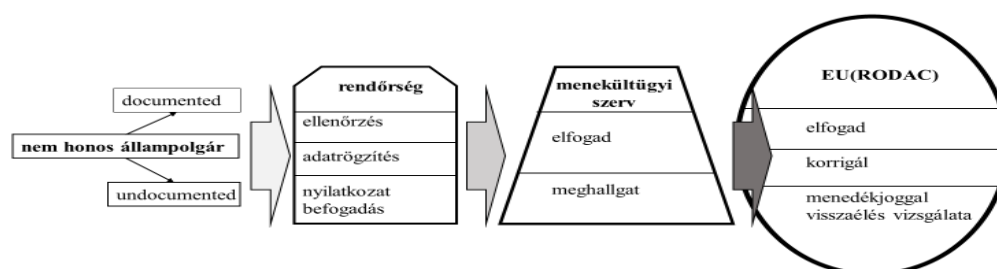 documented
nem honos állampolgár
undocumented
rendőrség
ellenőrzés
adatrögzítés
nyilatkozat
befogadás
menekültügyi
szerv
elfogad
meghallgat
EU(RODAC)
elfogad
korrigál
menedékjoggal
visszaélés vizsgálata